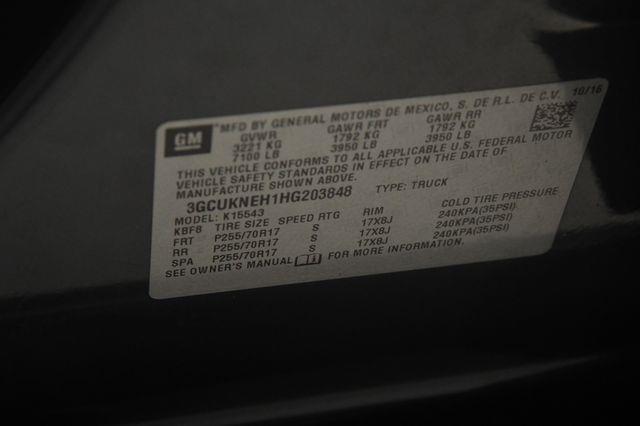 GM
MFD BY GENERAL MOTORS DE MEXICO, S. DE R.L. DE C.V. 10/16
GVWR GAWR FRT GAWR RR
3221 KG 1792 KG 1792 KG
7100 LB 3950 LB 3950 LB
THIS VEHICLE CONFORMS TO ALL APPLICABLE U.S. FEDERAL MOTOR
VEHICLE SAFETY STANDARDS IN EFFECT ON THE DATE OF
MANUFACTURE SHOWN ABOVE.
3GCUKNEH1HG203848 TYPE: TRUCK
MODEL: K15543
KBF8 TIRE SIZE SPEED RTG RIM COLD TIRE PRESSURE
FRT P255/70R17 S 17X8J 240KPA(35PSI)
RR P255/70R17 S 17X8J 240KPA(35PSI)
SPA P255/70R17 S 17X8J 240KPA(35PSI)
SEE OWNER'S MANUAL FOR MORE INFORMATION.